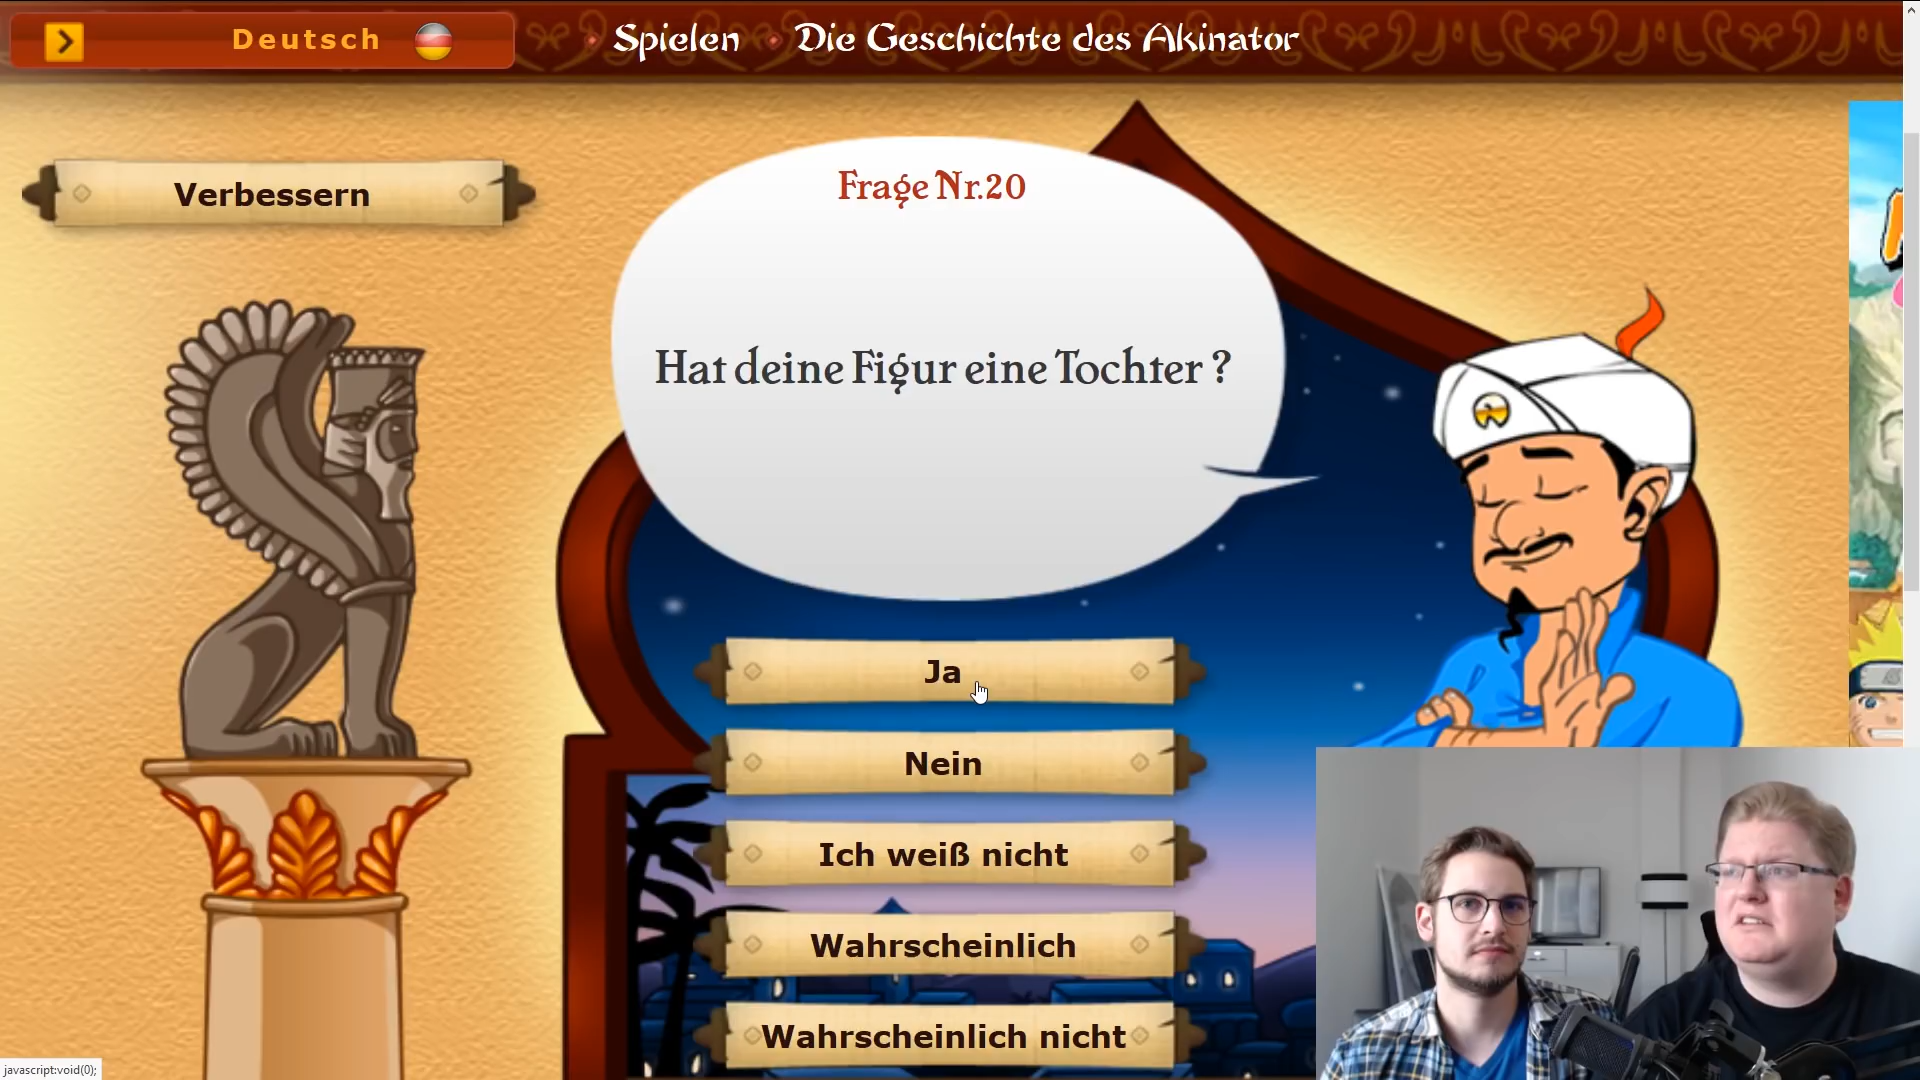 Deutsch
Spielen
Die Geschichte des Akinator
Verbessern
Frage Nr.20
Hat deine Figur eine Tochter ?
Ja
Nein
Ich weiß nicht
Wahrscheinlich
Wahrscheinlich nicht
javascript:void(0);